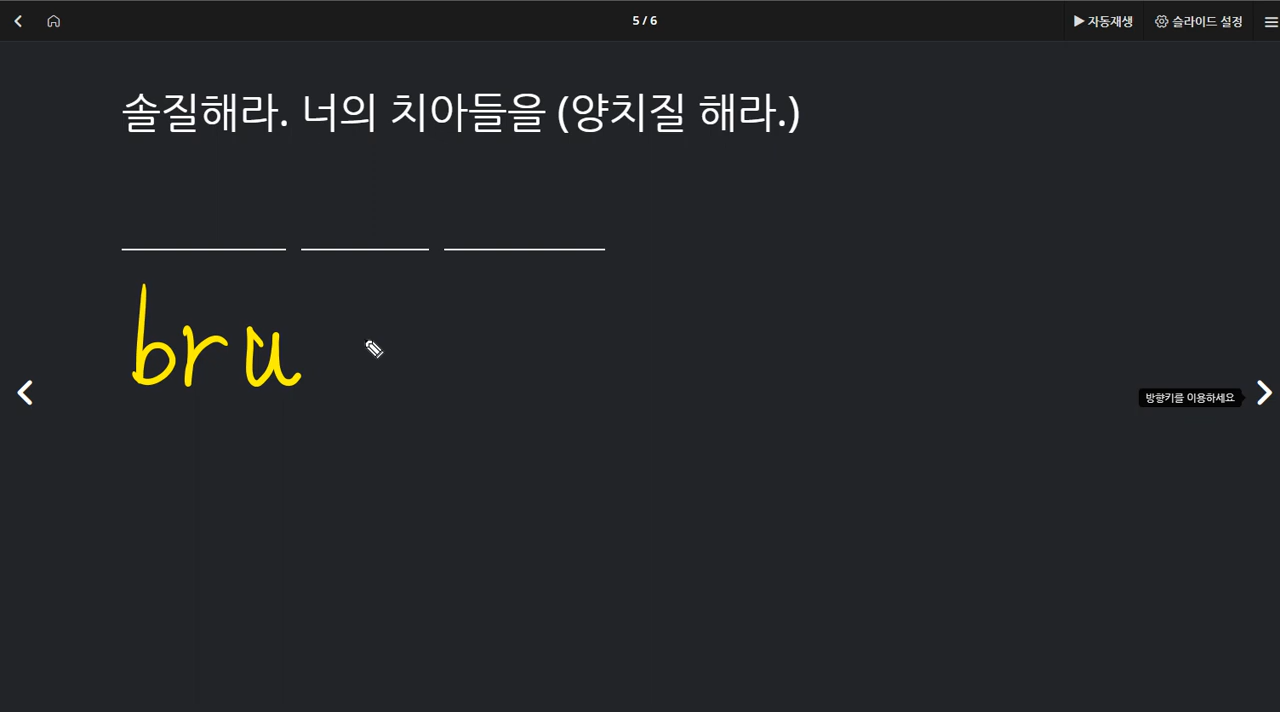 5 / 6
자동재생
슬라이드 설정
솔질해라. 너의 치아들을 (양치질 해라.)
bru
방향키를 이용하세요